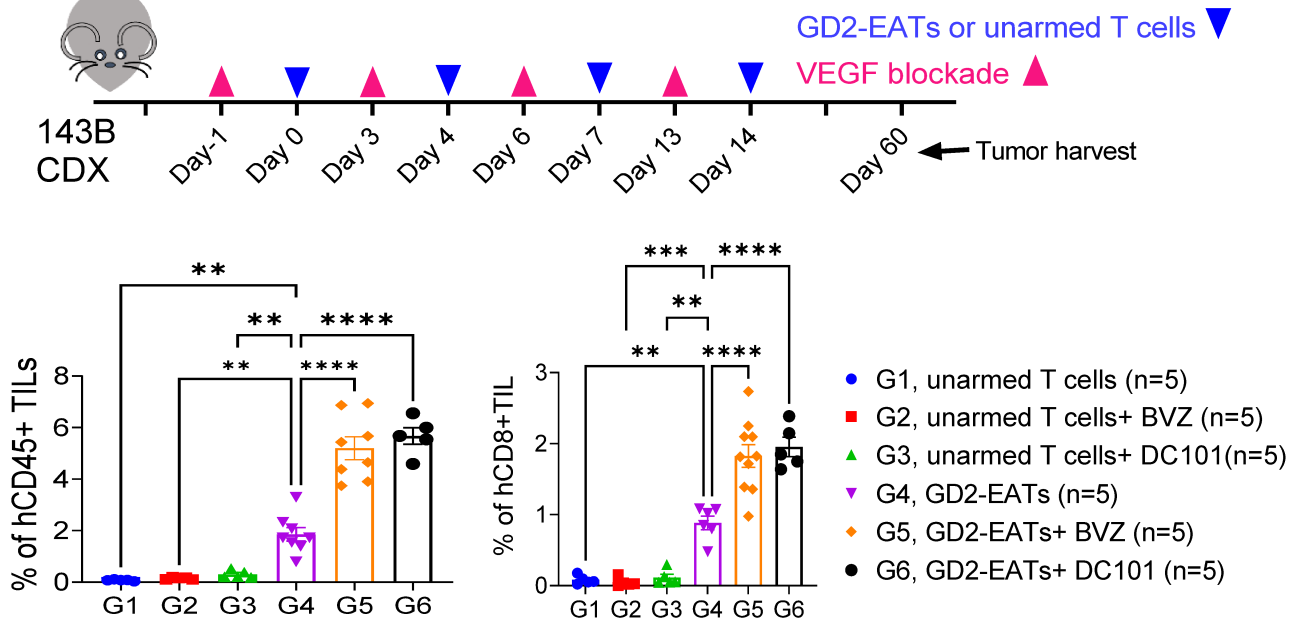 GD2-EATs or unarmed T cells
VEGF blockade
143B
CDX
Day-1
Day 0
Day 3
Day 4
Day 6
Day 7
Day 13
Day 14
Day 60
Tumor harvest
% of hCD45+ TILs
8
6
4
2
0
**
**
****
**
****
G1 G2 G3 G4 G5 G6
% of hCD8+TIL
3
2
1
0
***
****
**
**
****
G1 G2 G3 G4 G5 G6
G1, unarmed T cells (n=5)
G2, unarmed T cells+ BVZ (n=5)
G3, unarmed T cells+ DC101(n=5)
G4, GD2-EATs (n=5)
G5, GD2-EATs+ BVZ (n=5)
G6, GD2-EATs+ DC101 (n=5)